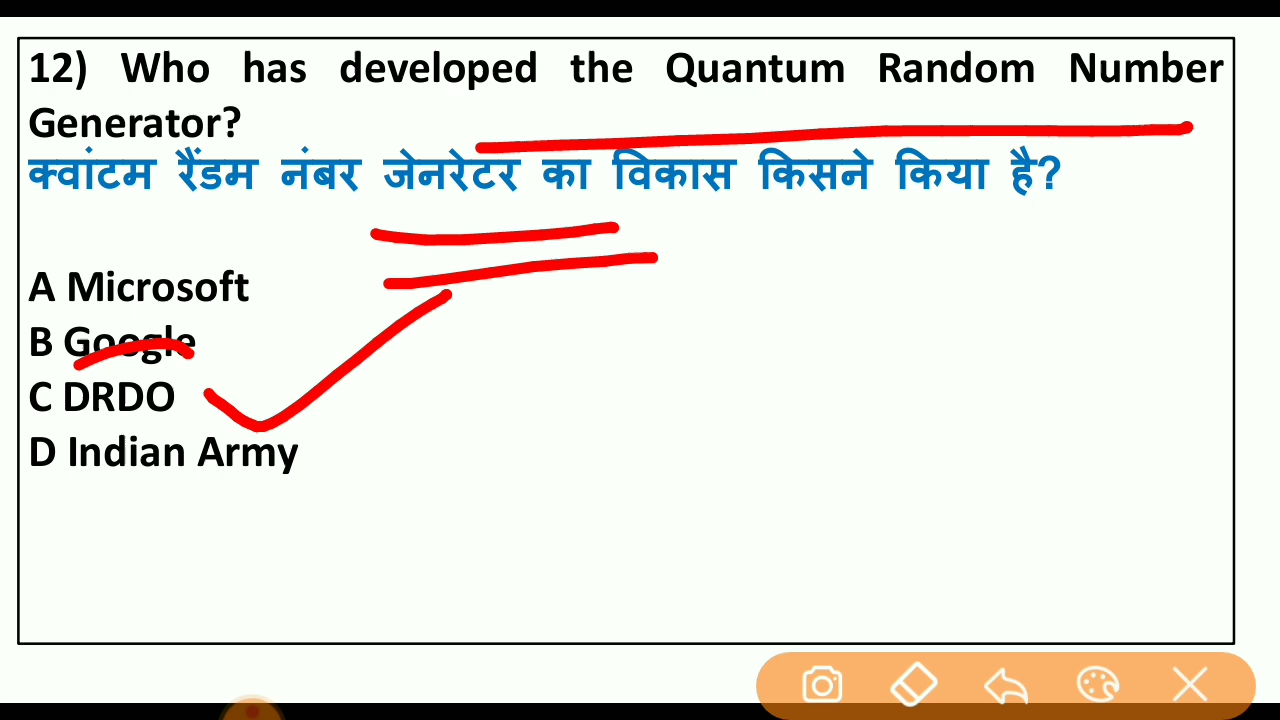 12) Who has developed the Quantum Random Number
Generator?
क्वांटम रैंडम नंबर जेनरेटर का विकास किसने किया है?
A Microsoft
B Google
C DRDO
D Indian Army